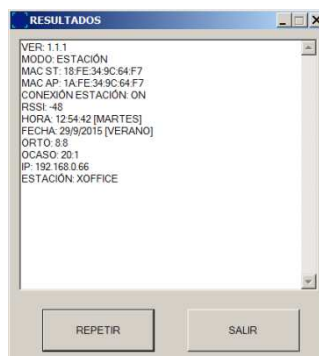 RESULTADOS
VER: 1.1.1
MODO: ESTACIÓN
MAC ST: 18:FE:34:9C:64:F7
MAC AP: 1A:FE:34:9C:64:F7
CONEXIÓN ESTACIÓN: ON
RSSI: -48
HORA: 12:54:42 [MARTES]
FECHA: 29/9/2015 [VERANO]
ORTO: 8:8
OCASO: 20:1
IP: 192.168.0.66
ESTACIÓN: XOFFICE
REPETIR
SALIR